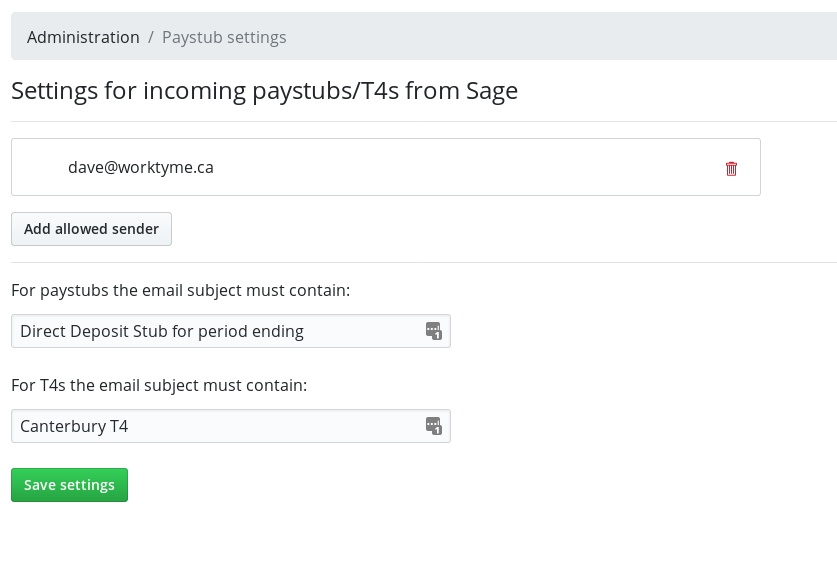 Administration / Paystub settings
Settings for incoming paystubs/T4s from Sage
dave@worktyme.ca
Add allowed sender
For paystubs the email subject must contain:
Direct Deposit Stub for period ending
1
For T4s the email subject must contain:
Canterbury T4
1
Save settings